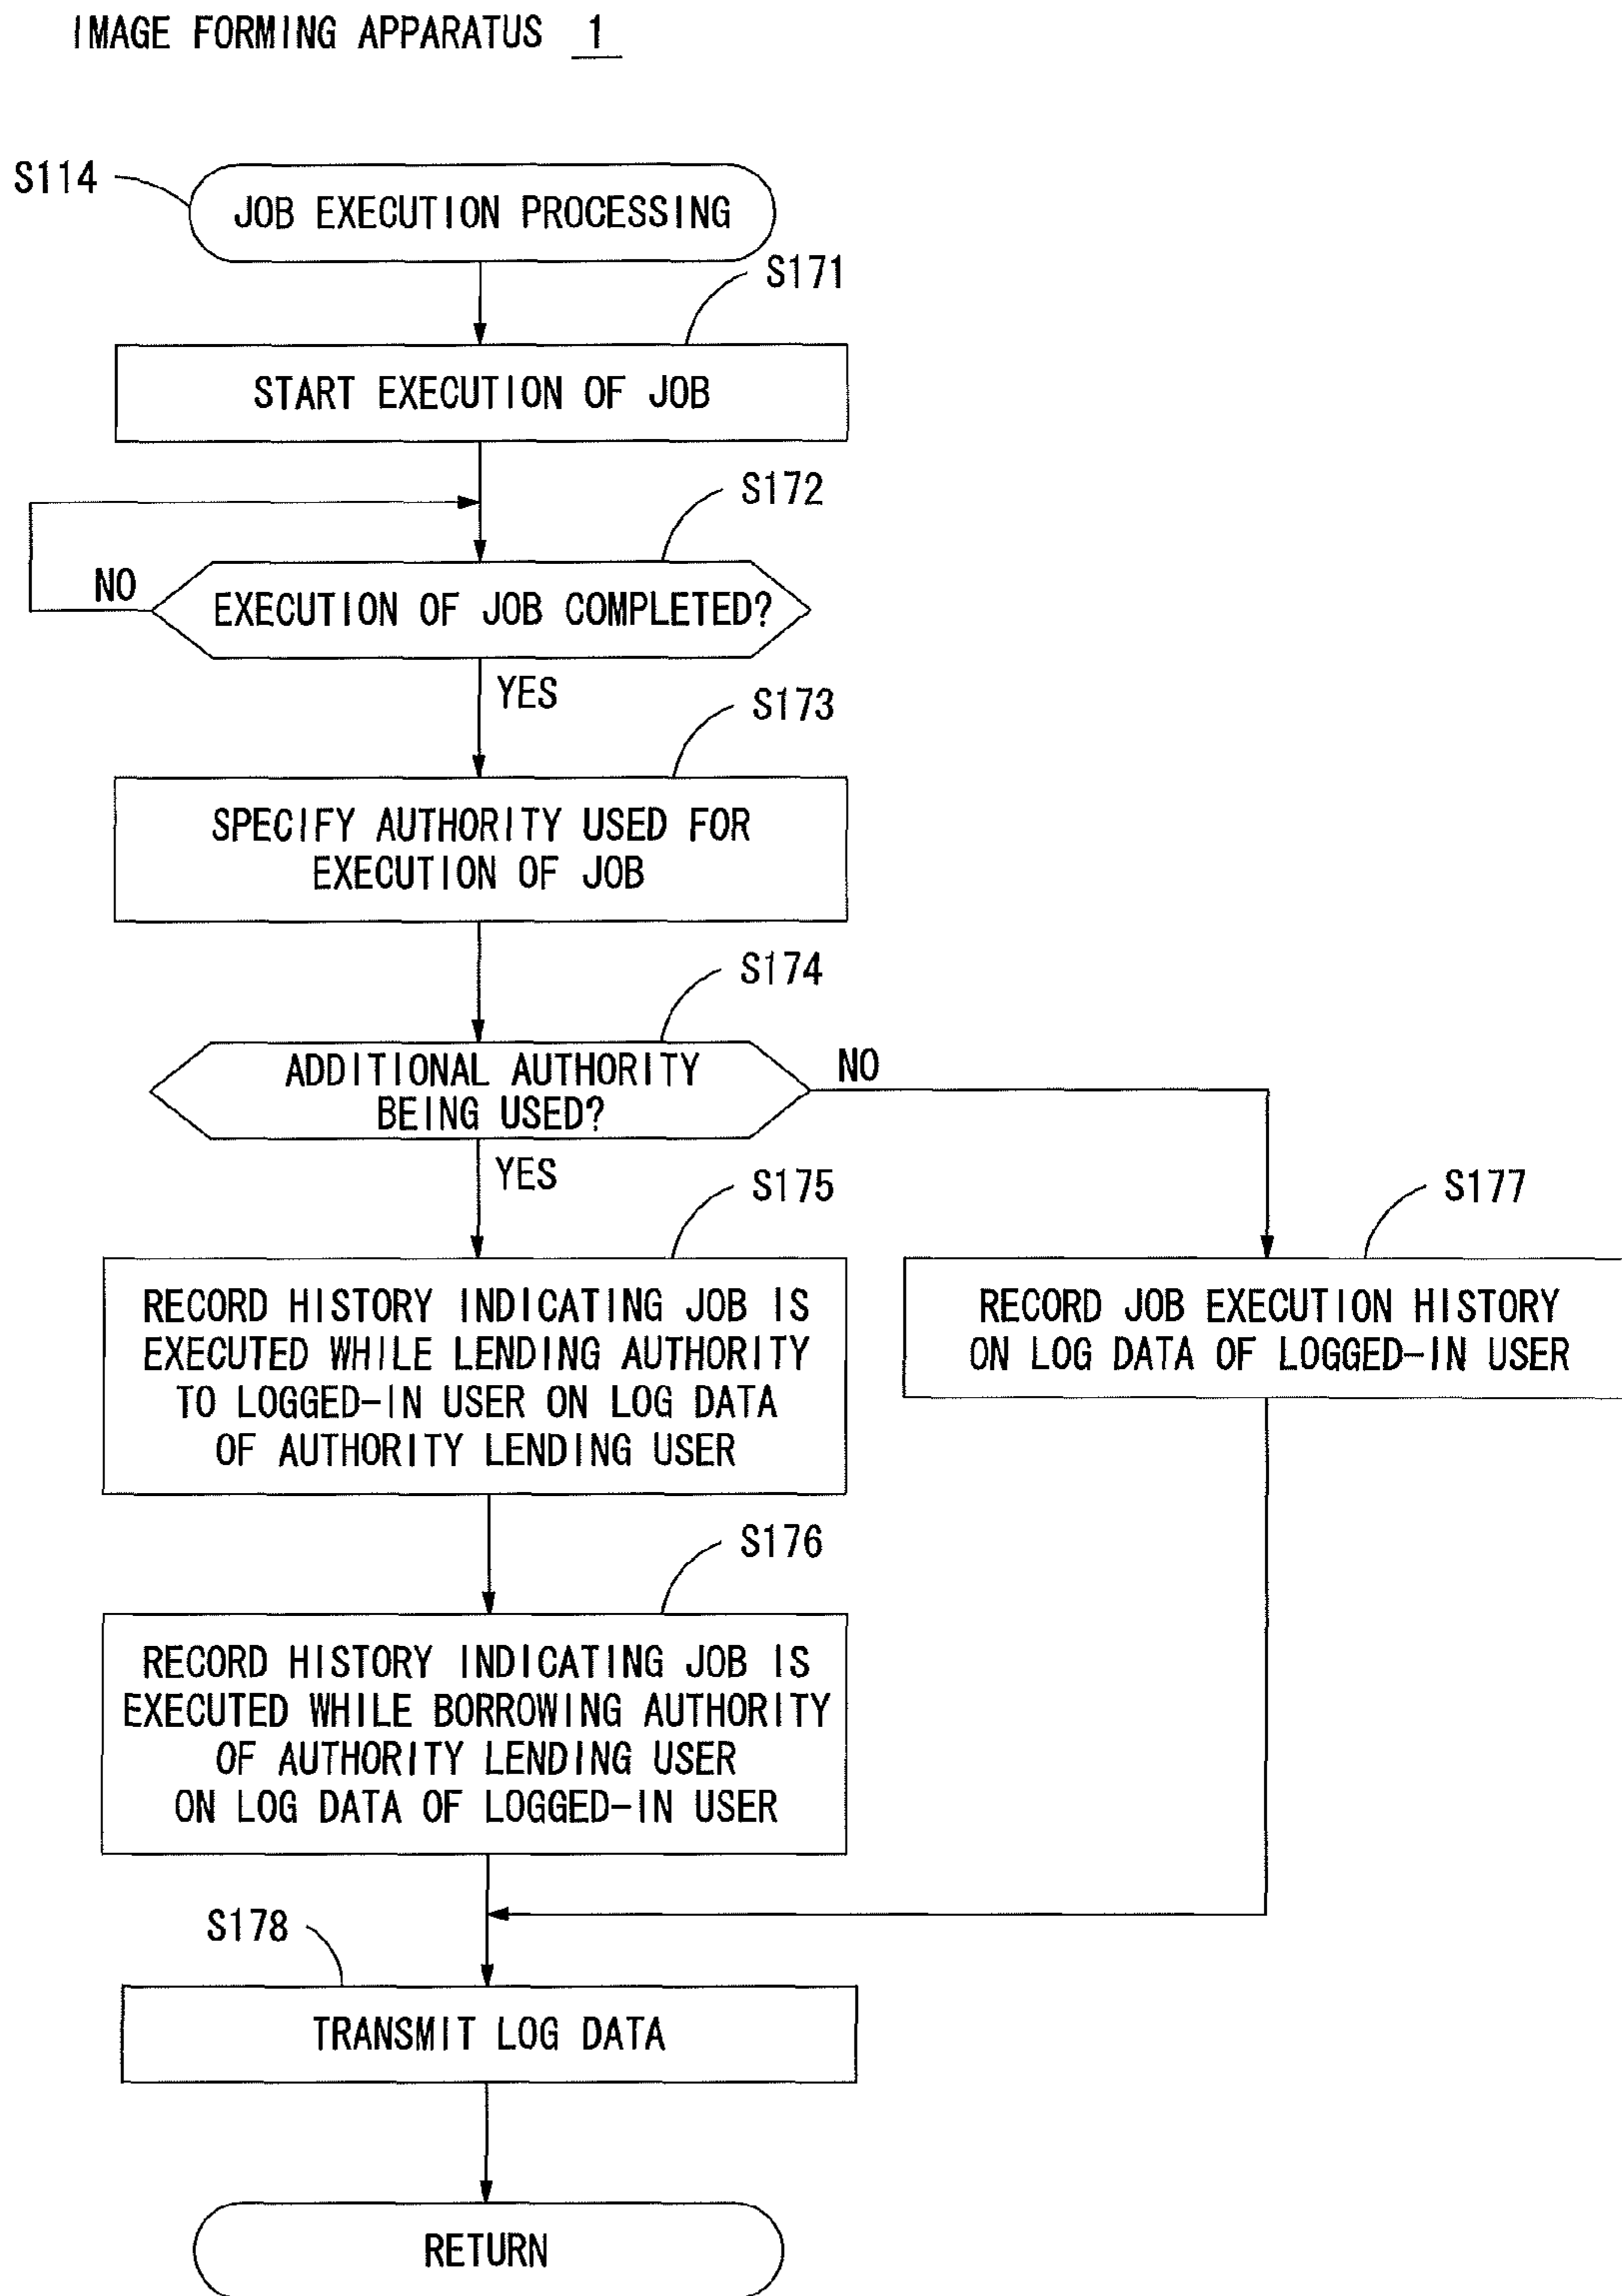 IMAGE FORMING APPARATUS 1
S114
JOB EXECUTION PROCESSING
S171
START EXECUTION OF JOB
S172
NO
EXECUTION OF JOB COMPLETED?
YES
S173
SPECIFY AUTHORITY USED FOR
EXECUTION OF JOB
S174
ADDITIONAL AUTHORITY
BEING USED?
NO
YES
S175
RECORD HISTORY INDICATING JOB IS
EXECUTED WHILE LENDING AUTHORITY
TO LOGGED-IN USER ON LOG DATA
OF AUTHORITY LENDING USER
S177
RECORD JOB EXECUTION HISTORY
ON LOG DATA OF LOGGED-IN USER
S176
RECORD HISTORY INDICATING JOB IS
EXECUTED WHILE BORROWING AUTHORITY
OF AUTHORITY LENDING USER
ON LOG DATA OF LOGGED-IN USER
S178
TRANSMIT LOG DATA
RETURN